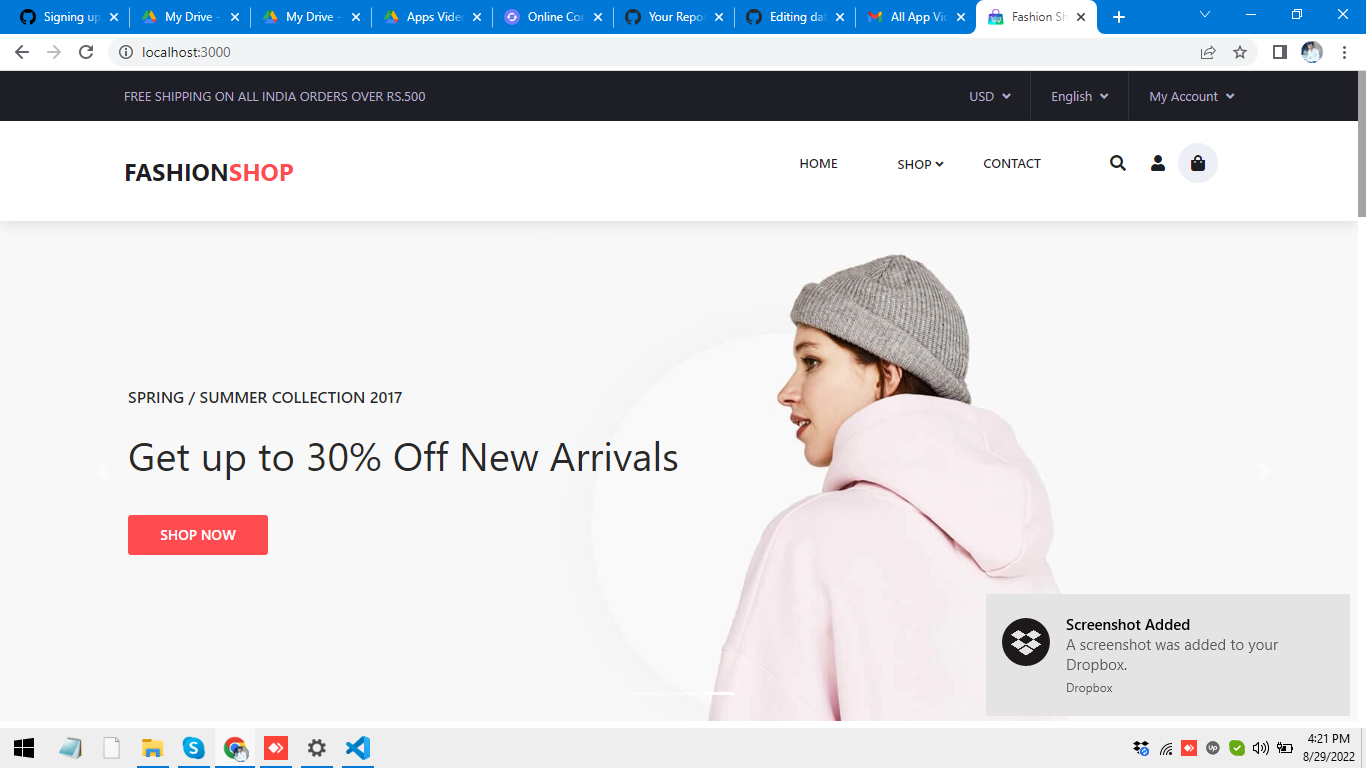 Signing up
My Drive -
My Drive -
Apps Vide
Online Cor
Your Repos
Editing dat
All App Vid
Fashion Sh
localhost:3000
FREE SHIPPING ON ALL INDIA ORDERS OVER RS.500
USD
English
My Account
FASHIONSHOP
HOME
SHOP
CONTACT
SPRING / SUMMER COLLECTION 2017
Get up to 30% Off New Arrivals
SHOP NOW
Screenshot Added
A screenshot was added to your
Dropbox.
Dropbox
4:21 PM
8/29/2022